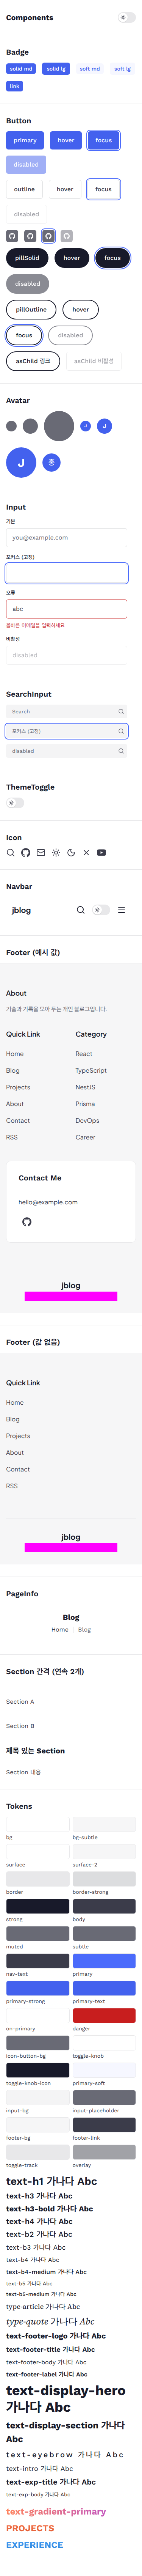 Components
Badge
solid md solid lg soft md soft lg
link
Button
primary hover focus
disabled
outline hover focus
disabled
pillSolid hover focus
disabled
pillOutline hover
focus disabled
asChild 링크 asChild 비활성
Avatar
J J
J 홍
Input
기본
you@example.com
포커스 (고정)
오류
abc
올바른 이메일을 입력하세요
비활성
disabled
SearchInput
Search
포커스 (고정)
disabled
ThemeToggle
Icon
Navbar
jblog
Footer (예시 값)
About
기술과 기록을 모아 두는 개인 블로그입니다.
Quick Link Category
Home React
Blog TypeScript
Projects NestJS
About Prisma
Contact DevOps
RSS Career
Contact Me
hello@example.com
jblog
Footer (값 없음)
Quick Link
Home
Blog
Projects
About
Contact
RSS
jblog
PageInfo
Blog
Home Blog
Section 간격 (연속 2개)
Section A
Section B
제목 있는 Section
Section 내용
Tokens
bg bg-subtle
surface surface-2
border border-strong
strong body
muted subtle
nav-text primary
primary-strong primary-text
on-primary danger
icon-button-bg toggle-knob
toggle-knob-icon primary-soft
input-bg input-placeholder
footer-bg footer-link
toggle-track overlay
text-h1 가나다 Abc
text-h3 가나다 Abc
text-h3-bold 가나다 Abc
text-h4 가나다 Abc
text-b2 가나다 Abc
text-b3 가나다 Abc
text-b4 가나다 Abc
text-b4-medium 가나다 Abc
text-b5 가나다 Abc
text-b5-medium 가나다 Abc
type-article 가나다 Abc
type-quote 가나다 Abc
text-footer-logo 가나다 Abc
text-footer-title 가나다 Abc
text-footer-body 가나다 Abc
text-footer-label 가나다 Abc
text-display-hero
가나다 Abc
text-display-section 가나다
Abc
text-eyebrow 가나다 Abc
text-intro 가나다 Abc
text-exp-title 가나다 Abc
text-exp-body 가나다 Abc
text-gradient-primary
PROJECTS
EXPERIENCE